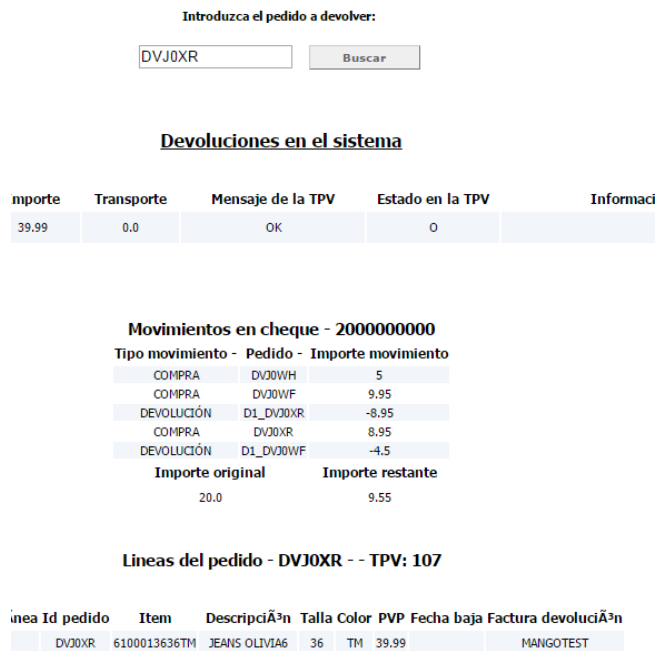 Introduzca el pedido a devolver:
DVJ0XR Buscar
Devoluciones en el sistema
mporte Transporte Mensaje de la TPV Estado en la TPV Informaci
39.99 0.0 OK O
Movimientos en cheque - 2000000000
Tipo movimiento - Pedido - Importe movimiento
COMPRA DVJ0WH 5
COMPRA DVJ0WF 9.95
DEVOLUCIÓN D1_DVJ0XR -8.95
COMPRA DVJ0XR 8.95
DEVOLUCIÓN D1_DVJ0WF -4.5
Importe original Importe restante
20.0 9.55
Lineas del pedido - DVJ0XR - - TPV: 107
ínea Id pedido Item DescripciÃ³n Talla Color PVP Fecha baja Factura devoluciÃ³n
DVJ0XR 6100013636TM JEANS OLIVIA6 36 TM 39.99 MANGOTEST